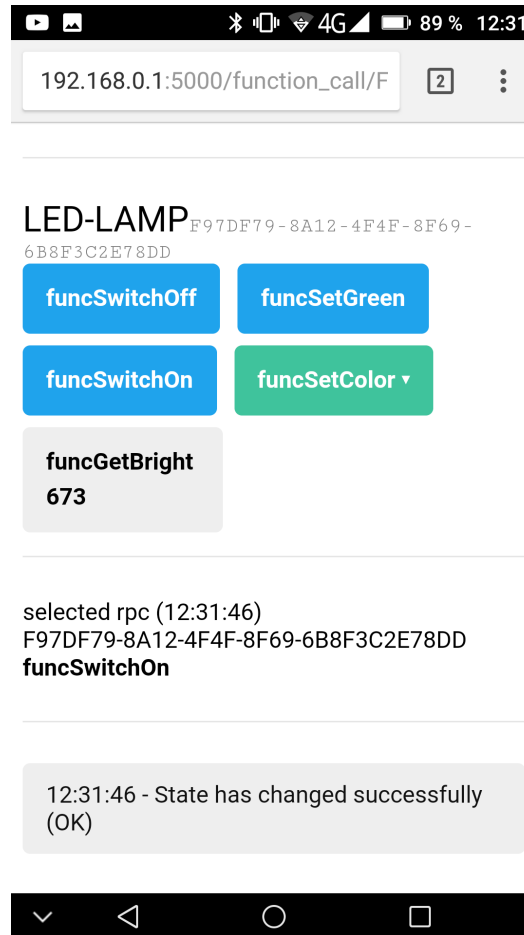 4G 89 % 12:31
192.168.0.1:5000/function_call/F
2
LED-LAMP F97DF79-8A12-4F4F-8F69-
6B8F3C2E78DD
funcSwitchOff funcSetGreen
funcSwitchOn funcSetColor ▾
funcGetBright
673
selected rpc (12:31:46)
F97DF79-8A12-4F4F-8F69-6B8F3C2E78DD
funcSwitchOn
12:31:46 - State has changed successfully
(OK)